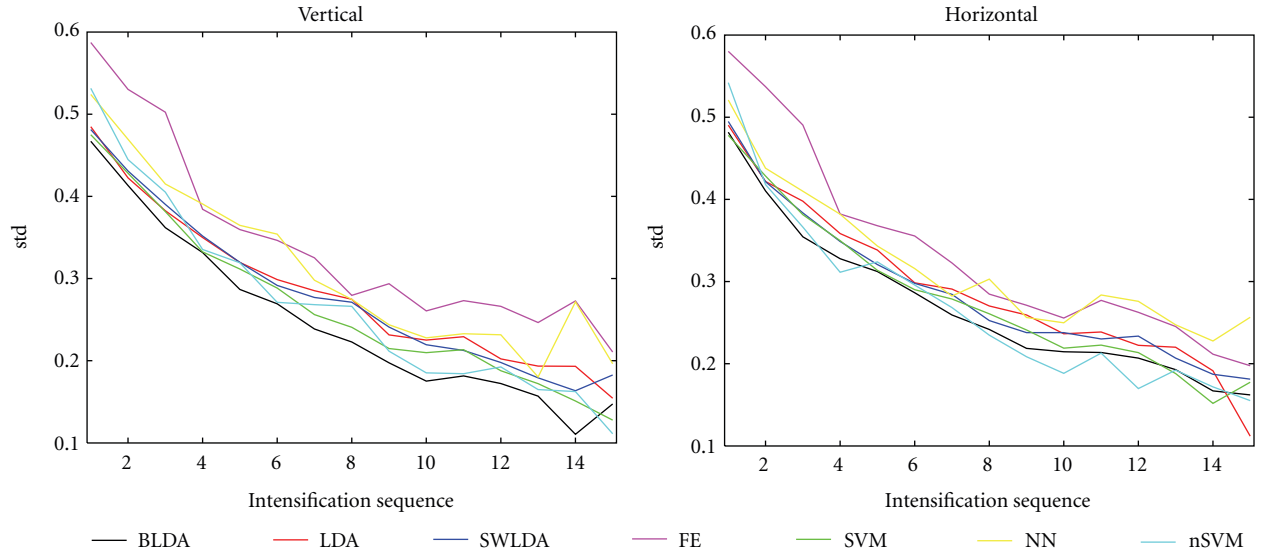 Vertical
0.6
0.5
0.4
0.3
0.2
0.1
std
2 4 6 8 10 12 14
Intensification sequence
Horizontal
0.6
0.5
0.4
0.3
0.2
0.1
std
2 4 6 8 10 12 14
Intensification sequence
BLDA LDA SWLDA FE SVM NN nSVM